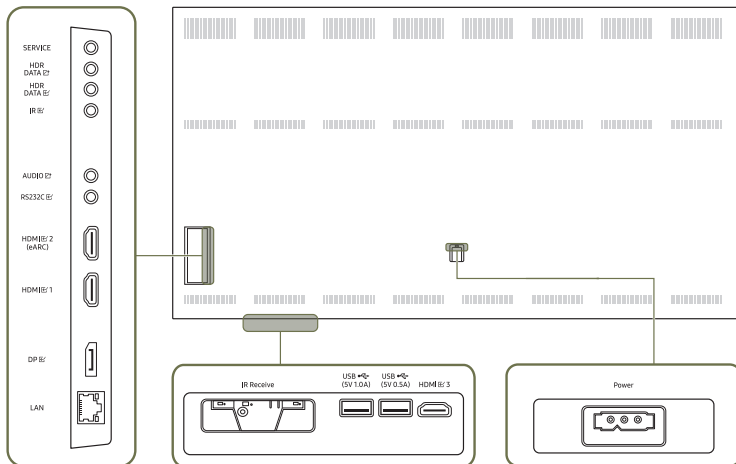 SERVICE
HDR
DATA
HDR
DATA
IR
AUDIO
RS232C
HDMI 2
(eARC)
HDMI 1
DP
LAN
IR Receive
USB
(5V 1.0A)
USB
(5V 0.5A)
HDMI 3
Power